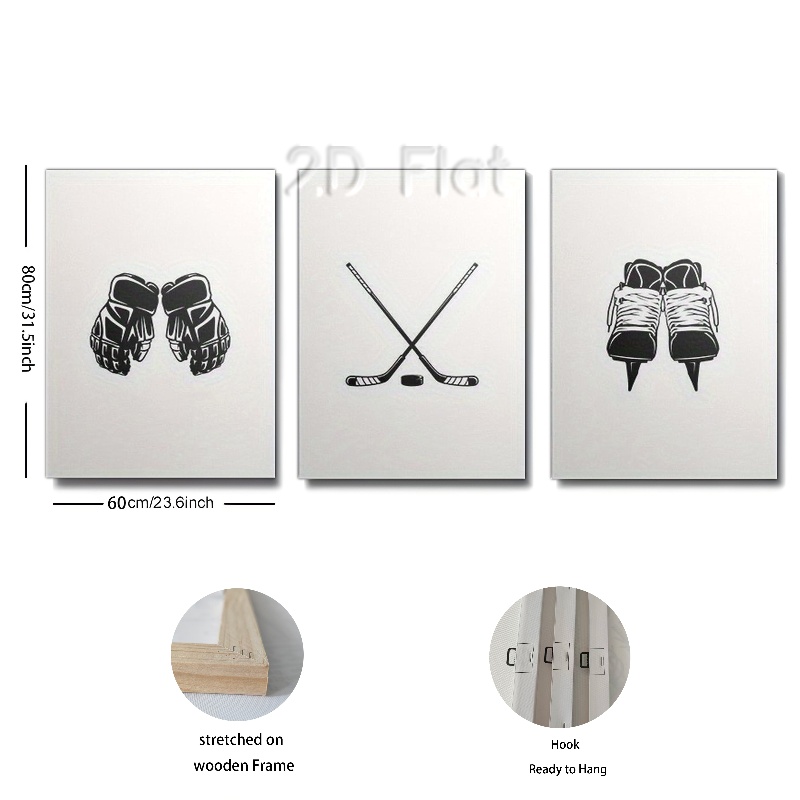 2D Flat
80cm/31.5inch
60cm/23.6inch
stretched on
wooden Frame
Hook
Ready to Hang